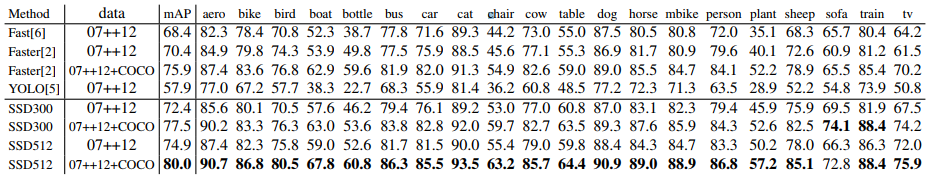 Method data mAP aero bike bird boat bottle bus car cat chair cow table dog horse mbike person plant sheep sofa train tv
Fast[6] 07++12 68.4 82.3 78.4 70.8 52.3 38.7 77.8 71.6 89.3 44.2 73.0 55.0 87.5 80.5 80.8 72.0 35.1 68.3 65.7 80.4 64.2
Faster[2] 07++12 70.4 84.9 79.8 74.3 53.9 49.8 77.5 75.9 88.5 45.6 77.1 55.3 86.9 81.7 80.9 79.6 40.1 72.6 60.9 81.2 61.5
Faster[2] 07++12+COCO 75.9 87.4 83.6 76.8 62.9 59.6 81.9 82.0 91.3 54.9 82.6 59.0 89.0 85.5 84.7 84.1 52.2 78.9 65.5 85.4 70.2
YOLO[5] 07++12 57.9 77.0 67.2 57.7 38.3 22.7 68.3 55.9 81.4 36.2 60.8 48.5 77.2 72.3 71.3 63.5 28.9 52.2 54.8 73.9 50.8
SSD300 07++12 72.4 85.6 80.1 70.5 57.6 46.2 79.4 76.1 89.2 53.0 77.0 60.8 87.0 83.1 82.3 79.4 45.9 75.9 69.5 81.9 67.5
SSD300 07++12+COCO 77.5 90.2 83.3 76.3 63.0 53.6 83.8 82.8 92.0 59.7 82.7 63.5 89.3 87.6 85.9 84.3 52.6 82.5 74.1 88.4 74.2
SSD512 07++12 74.9 87.4 82.3 75.8 59.0 52.6 81.7 81.5 90.0 55.4 79.0 59.8 88.4 84.3 84.7 83.3 50.2 78.0 66.3 86.3 72.0
SSD512 07++12+COCO 80.0 90.7 86.8 80.5 67.8 60.8 86.3 85.5 93.5 63.2 85.7 64.4 90.9 89.0 88.9 86.8 57.2 85.1 72.8 88.4 75.9